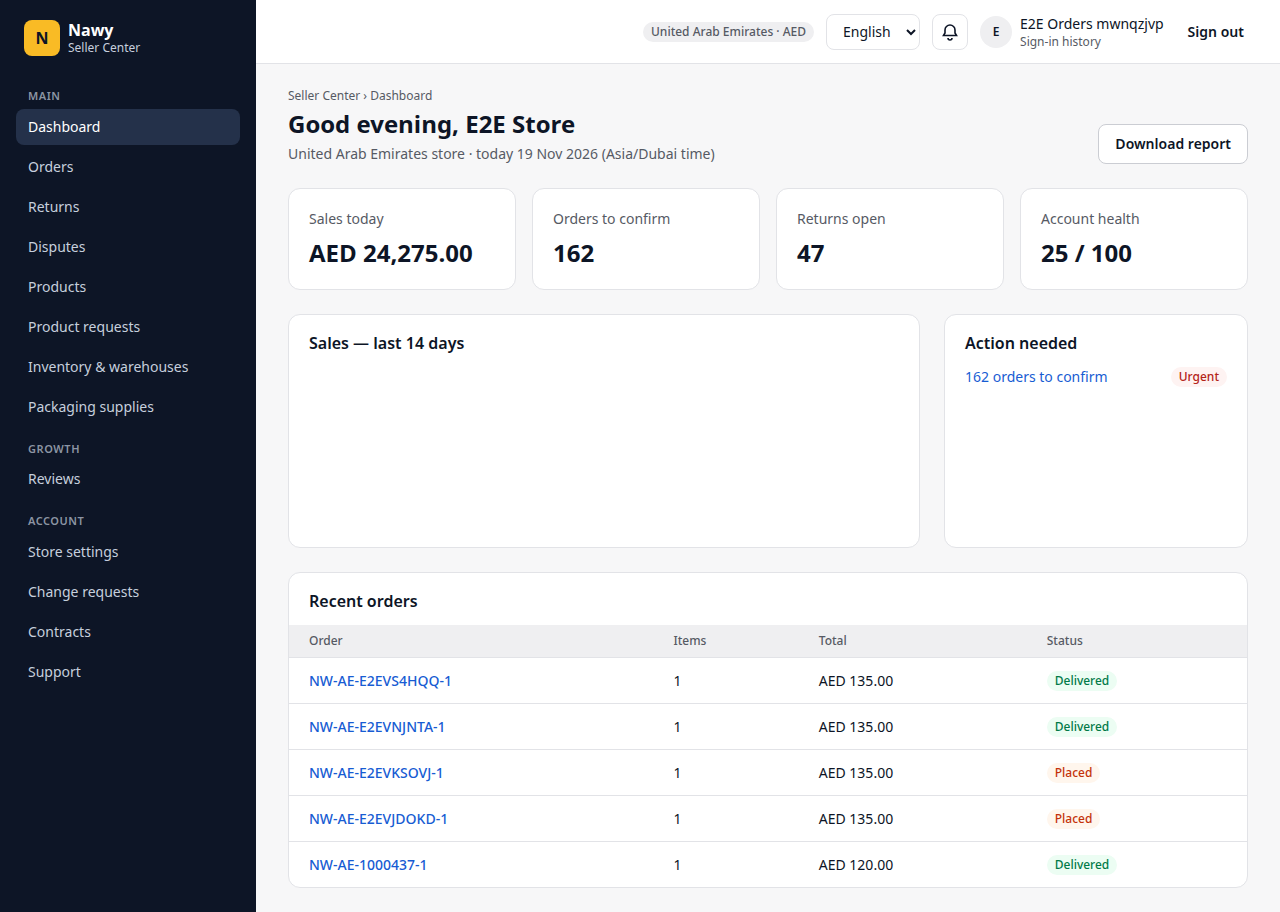 N
Nawy
Seller Center
MAIN
Dashboard
Orders
Returns
Disputes
Products
Product requests
Inventory & warehouses
Packaging supplies
GROWTH
Reviews
ACCOUNT
Store settings
Change requests
Contracts
Support
United Arab Emirates · AED
English
E
E2E Orders mwnqzjvp
Sign-in history
Sign out
Seller Center › Dashboard
Good evening, E2E Store
United Arab Emirates store · today 19 Nov 2026 (Asia/Dubai time)
Download report
Sales today
AED 24,275.00
Orders to confirm
162
Returns open
47
Account health
25 / 100
Sales — last 14 days
Action needed
162 orders to confirm Urgent
Recent orders
Order Items Total Status
NW-AE-E2EVS4HQQ-1 1 AED 135.00 Delivered
NW-AE-E2EVNJNTA-1 1 AED 135.00 Delivered
NW-AE-E2EVKSOVJ-1 1 AED 135.00 Placed
NW-AE-E2EVJDOKD-1 1 AED 135.00 Placed
NW-AE-1000437-1 1 AED 120.00 Delivered